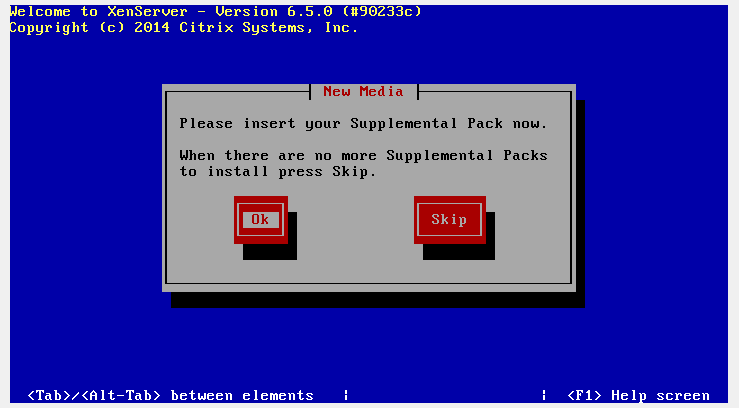 Welcome to XenServer - Version 6.5.0 (#90233c)
Copyright (c) 2014 Citrix Systems, Inc.
New Media
Please insert your Supplemental Pack now.
When there are no more Supplemental Packs
to install press Skip.
Ok Skip
<Tab>/<Alt-Tab> between elements | | <F1> Help screen